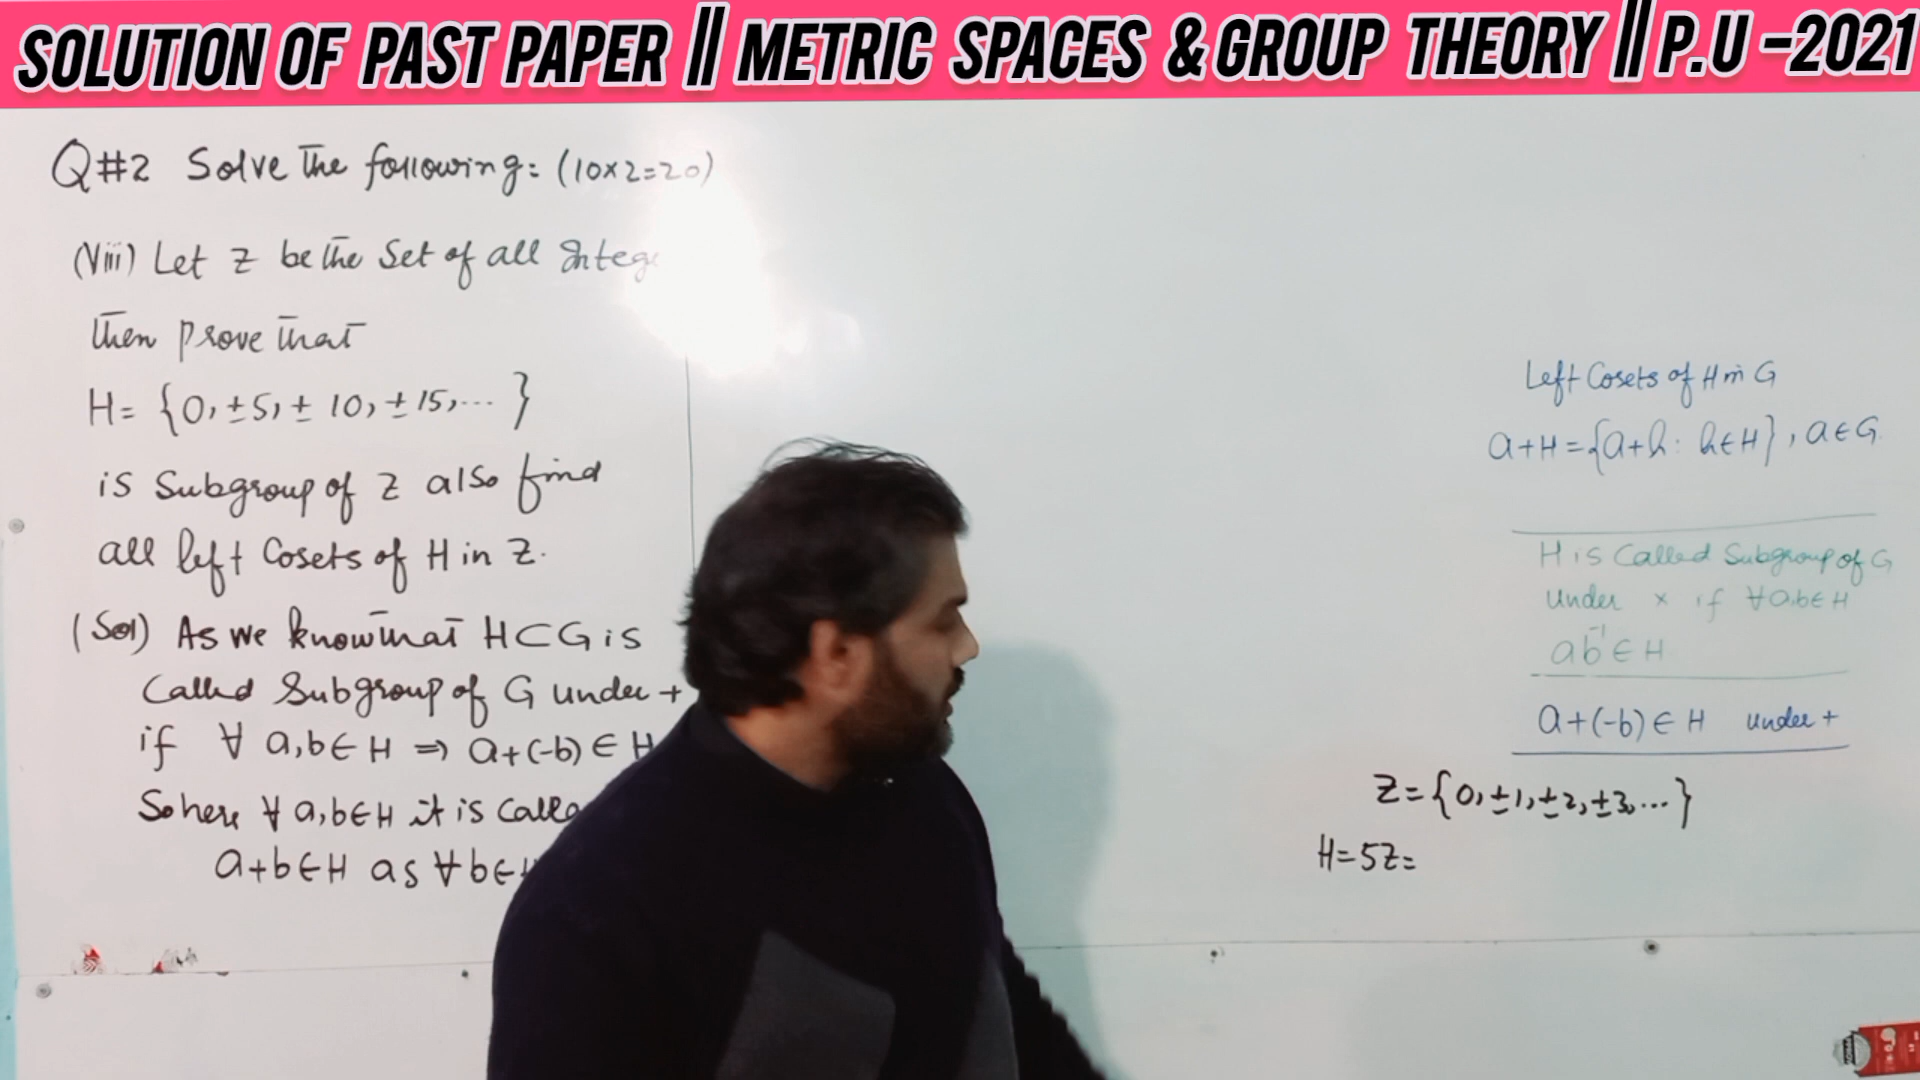 SOLUTION OF PAST PAPER || METRIC SPACES & GROUP THEORY || P.U -2021
Q#2 Solve the following: (10×2=20)
(viii) Let Z be the Set of all
then prove that
H= {0, ±5, ± 10, ±15, ... }
is Subgroup of Z also find
all left Cosets of H in Z.
(Sol) As we know that H⊂G is
Called Subgroup of G under +
if ∀ a,b∈H ⇒ a+(-b) ∈ H
So here ∀ a,b∈H it is
a+b∈H as ∀ b∈
Left Cosets of H in G
a+H={a+h: h∈H}, a∈G
H is Called Subgroup of G
under × if ∀a,b∈H
ab⁻¹∈H
a+(-b)∈H under +
Z={0,±1,±2,±3,...}
H=5Z=